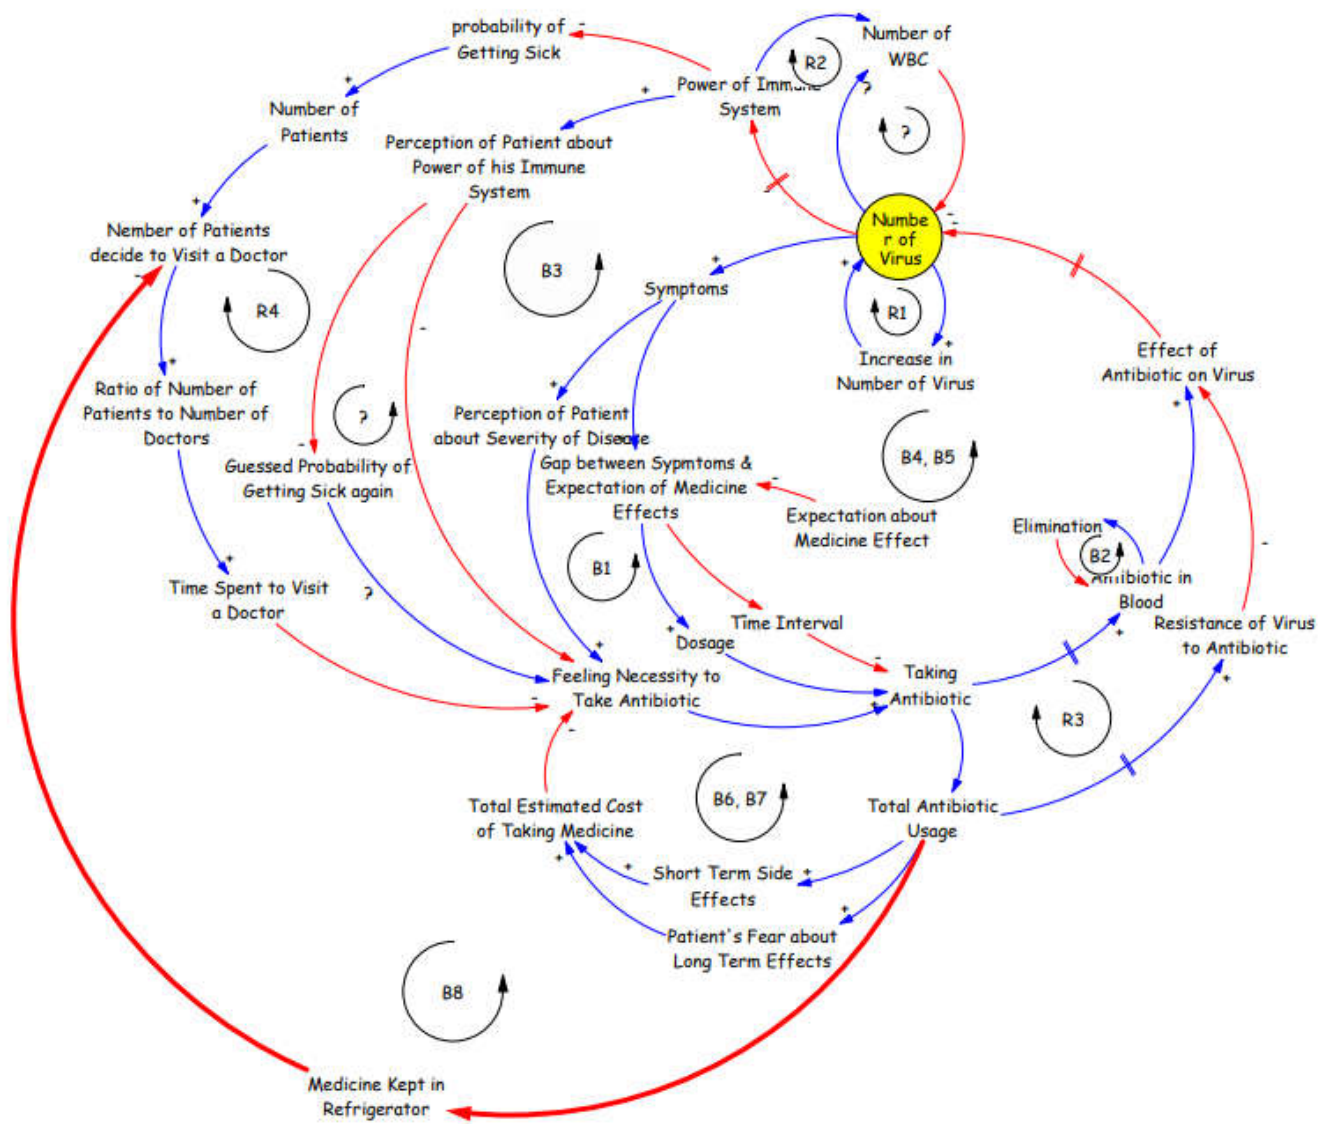 probability of
Getting Sick
-
Number of
WBC
R2
Power of Immune
System
?
+
+
Number of
Patients
Perception of Patient about
Power of his Immune
System
?
-
+
Nember of Patients
decide to Visit a Doctor
-
B3
Numbe
r of
Virus
-
-
+
+
Symptoms
R4
R1
-
+
Increase in
Number of Virus
Effect of
Antibiotic on Virus
+
Ratio of Number of
Patients to Number of
Doctors
+
Perception of Patient
about Severity of Disease
+
?
-
B4, B5
Guessed Probability of
Getting Sick again
Gap between Sypmtoms &
Expectation of Medicine
Effects
-
Expectation about
Medicine Effect
Elimination
B2
-
Antibiotic in
Blood
+
B1
+
Time Spent to Visit
a Doctor
?
Time Interval
+
Dosage
+
-
Resistance of Virus
to Antibiotic
+
Feeling Necessity to
Take Antibiotic
-
-
Taking
Antibiotic
+
R3
B6, B7
Total Estimated Cost
of Taking Medicine
+
Total Antibiotic
Usage
+
Short Term Side
Effects
+
+
Patient's Fear about
Long Term Effects
B8
Medicine Kept in
Refrigerator